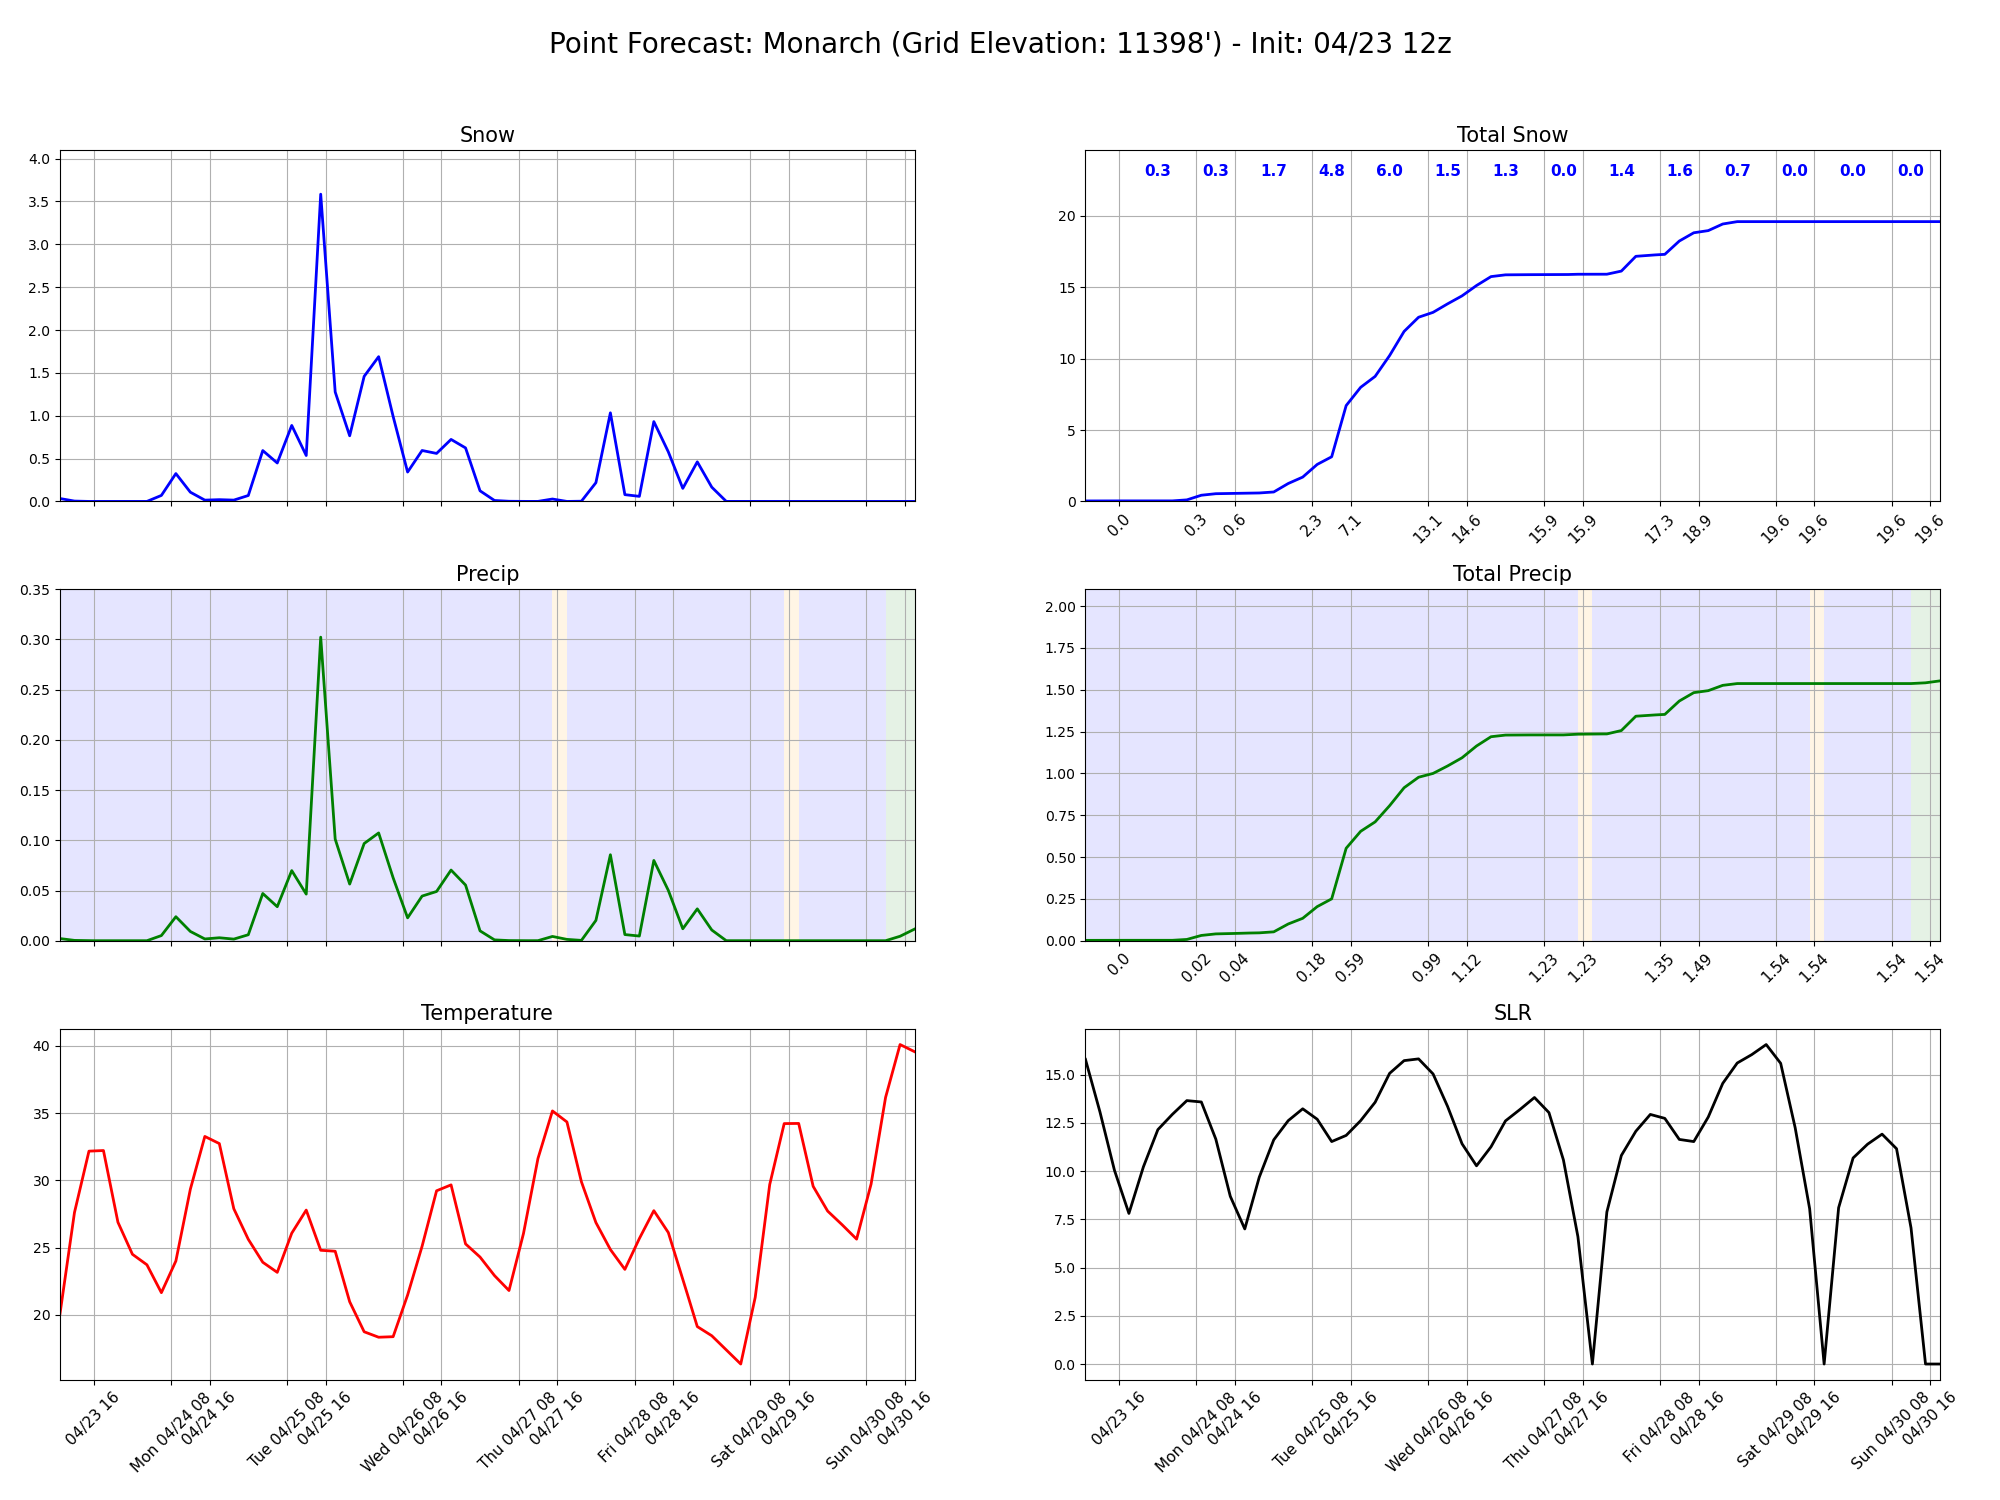 Point Forecast: Monarch (Grid Elevation: 11398') - Init: 04/23 12z
Snow
4.0
3.5
3.0
2.5
2.0
1.5
1.0
0.5
0.0
Total Snow
0.3 0.3 1.7 4.8 6.0 1.5 1.3 0.0 1.4 1.6 0.7 0.0 0.0 0.0
20
15
10
5
0
0.0 0.3 0.6 2.3 7.1 13.1 14.6 15.9 15.9 17.3 18.9 19.6 19.6 19.6 19.6
Precip
0.35
0.30
0.25
0.20
0.15
0.10
0.05
0.00
Total Precip
2.00
1.75
1.50
1.25
1.00
0.75
0.50
0.25
0.00
0.0 0.02 0.04 0.18 0.59 0.99 1.12 1.23 1.23 1.35 1.49 1.54 1.54 1.54 1.54
Temperature
40
35
30
25
20
04/23 16
Mon 04/24 08
04/24 16
Tue 04/25 08
04/25 16
Wed 04/26 08
04/26 16
Thu 04/27 08
04/27 16
Fri 04/28 08
04/28 16
Sat 04/29 08
04/29 16
Sun 04/30 08
04/30 16
SLR
15.0
12.5
10.0
7.5
5.0
2.5
0.0
04/23 16
Mon 04/24 08
04/24 16
Tue 04/25 08
04/25 16
Wed 04/26 08
04/26 16
Thu 04/27 08
04/27 16
Fri 04/28 08
04/28 16
Sat 04/29 08
04/29 16
Sun 04/30 08
04/30 16